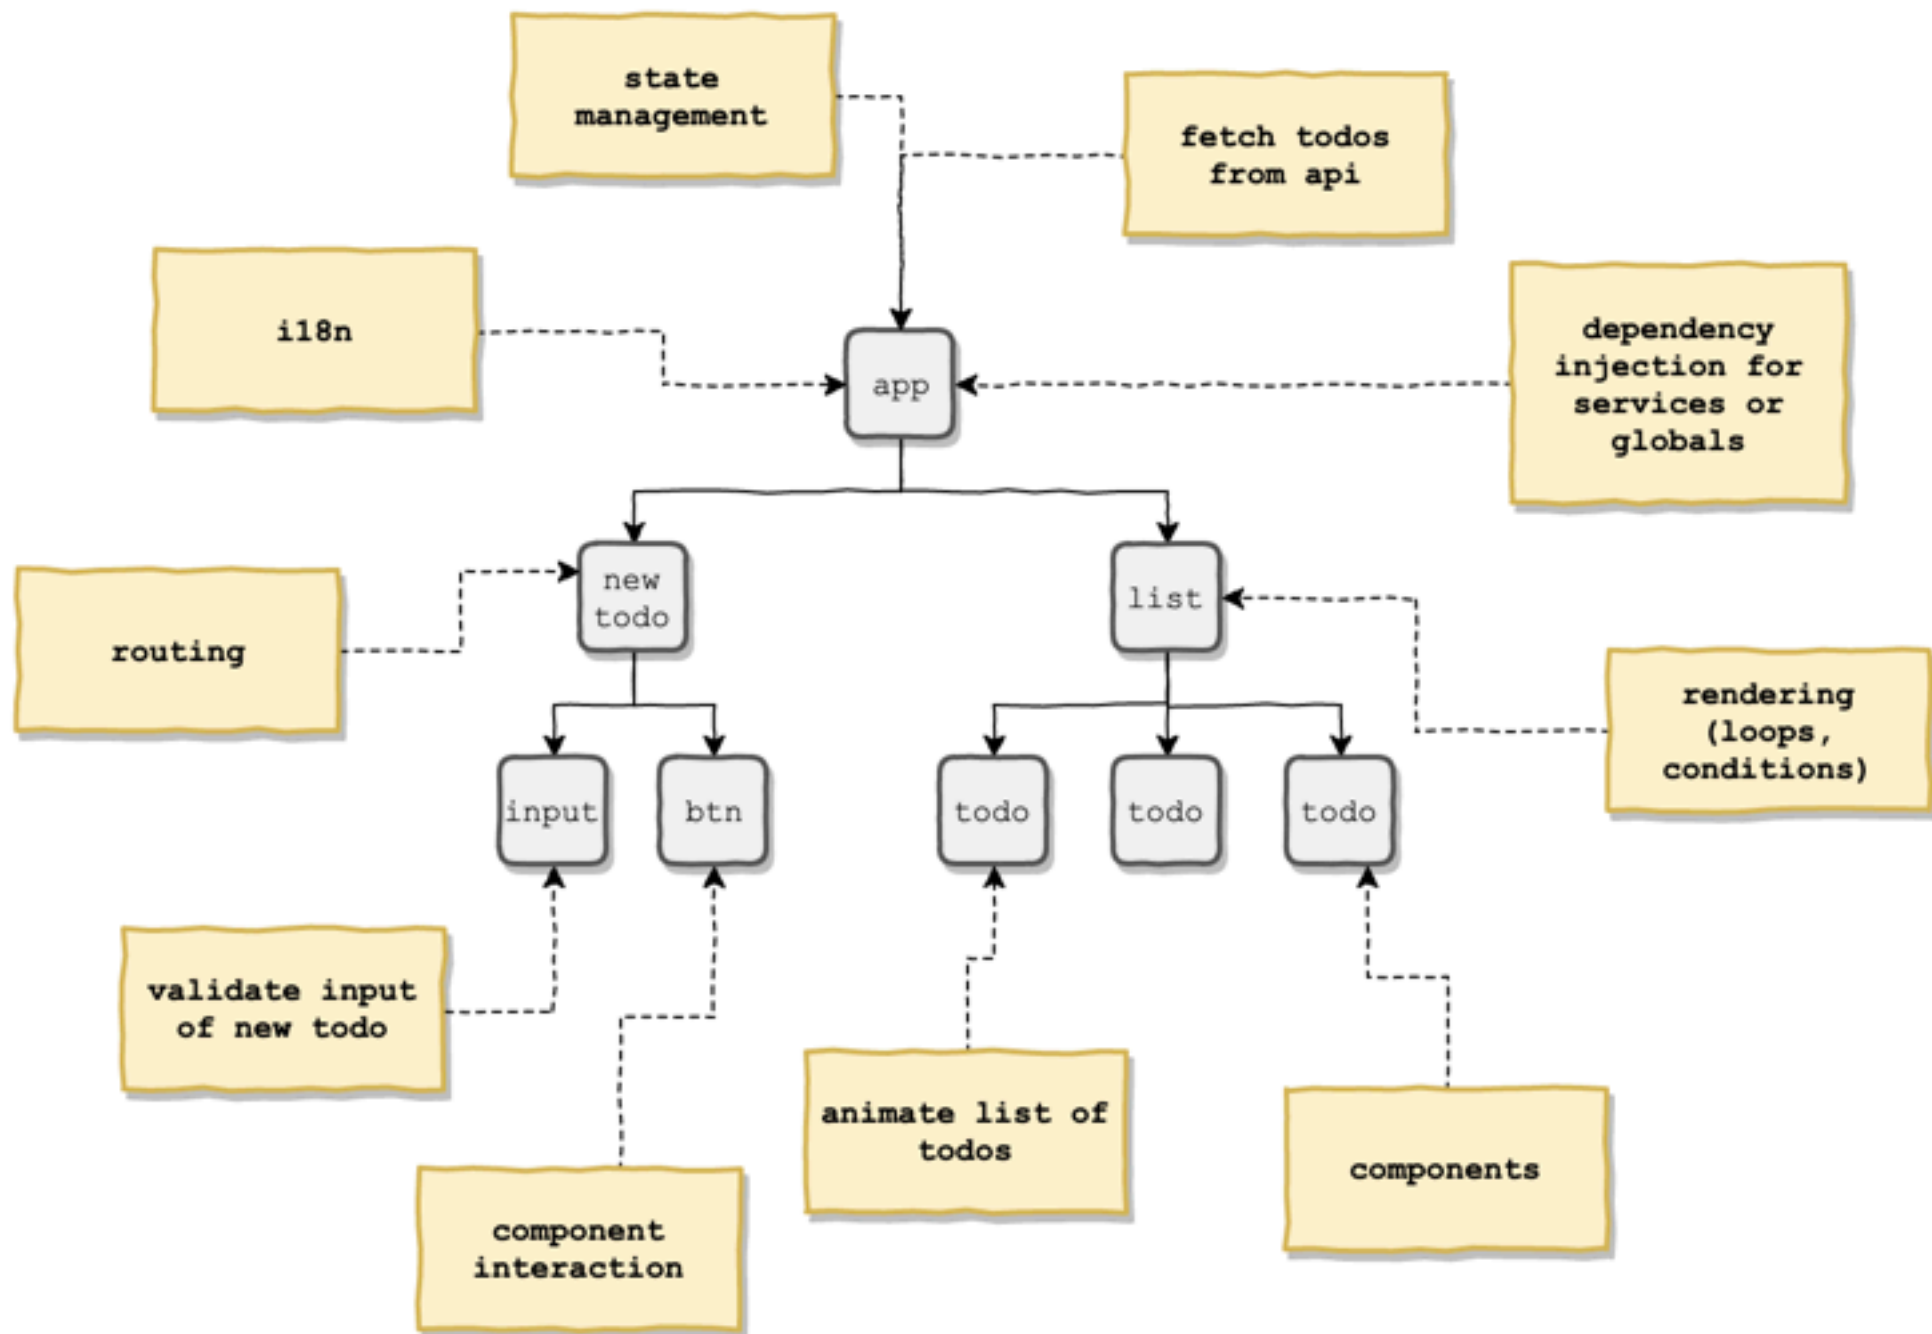 state
management
fetch todos
from api
i18n
dependency
injection for
services or
globals
app
new
todo
list
routing
rendering
(loops,
conditions)
input
btn
todo
todo
todo
validate input
of new todo
animate list of
todos
components
component
interaction